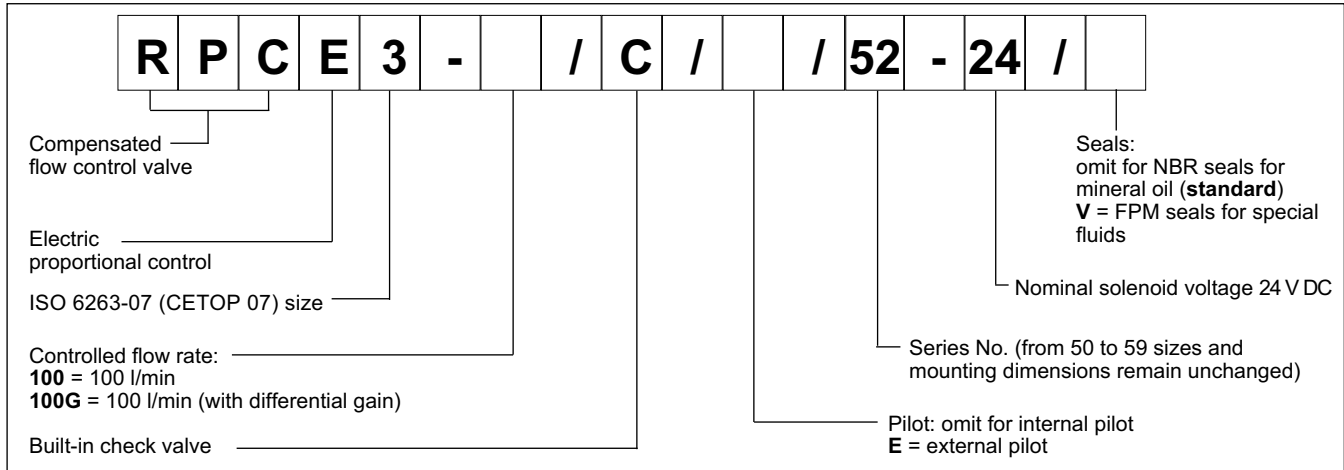 R P C E 3 - / C / / 52 - 24 /
Compensated
flow control valve
Electric
proportional control
ISO 6263-07 (CETOP 07) size
Controlled flow rate:
100 = 100 l/min
100G = 100 l/min (with differential gain)
Built-in check valve
Seals:
omit for NBR seals for
mineral oil (standard)
V = FPM seals for special
fluids
Nominal solenoid voltage 24 V DC
Series No. (from 50 to 59 sizes and
mounting dimensions remain unchanged)
Pilot: omit for internal pilot
E = external pilot